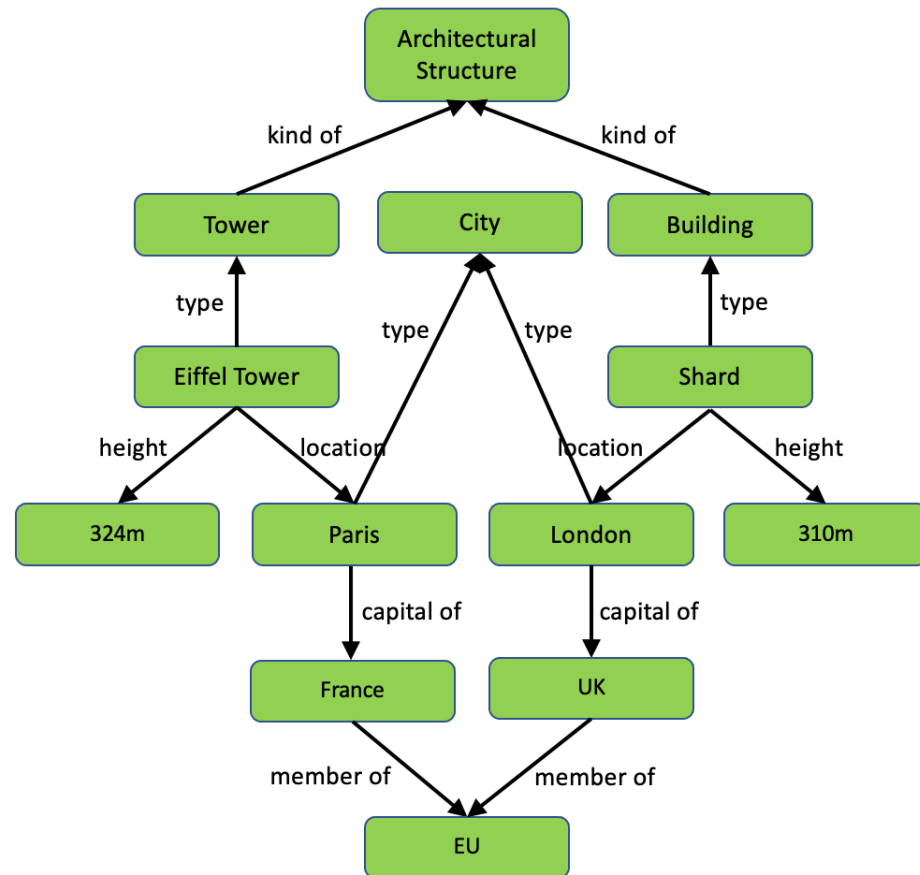 Architectural
Structure
kind of
kind of
Tower
City
Building
type
type
type
type
Eiffel Tower
Shard
height
location
location
height
324m
Paris
London
310m
capital of
capital of
France
UK
member of
member of
EU